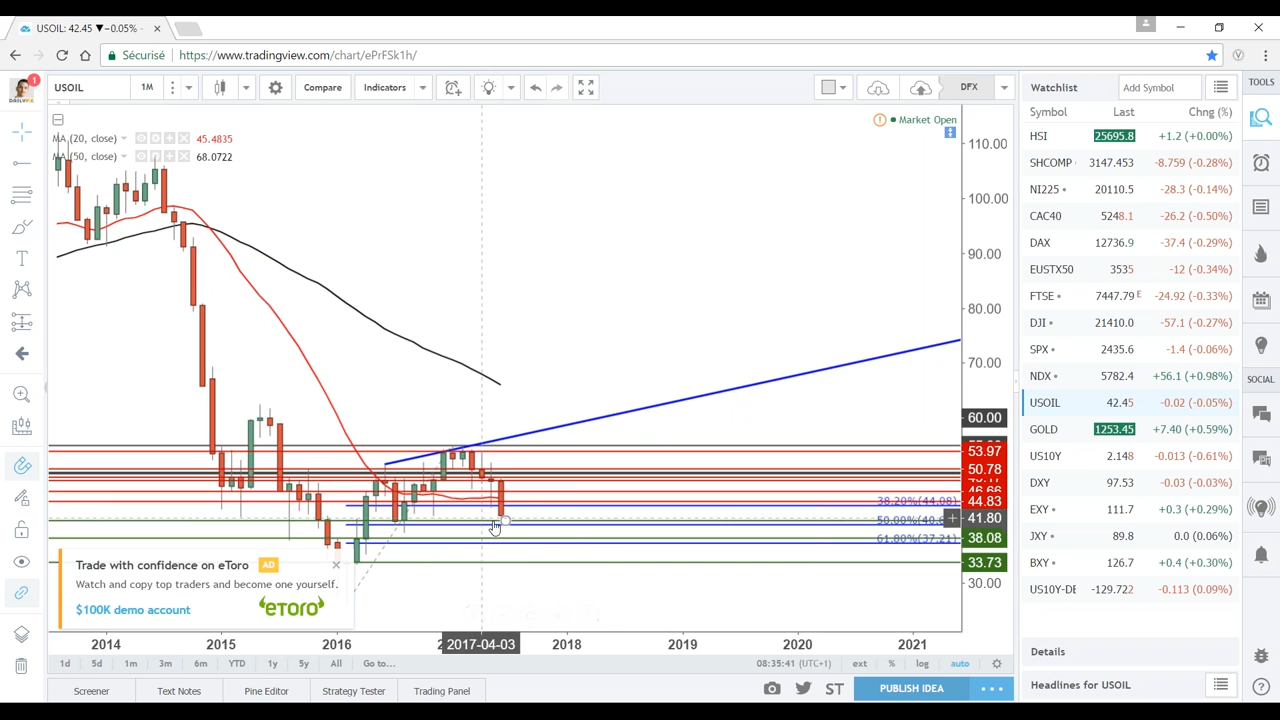 USOIL: 42.45 ▼−0.05%
Sécurisé https://www.tradingview.com/chart/ePrFSk1h/
USOIL 1M Compare Indicators DFX
MA (20, close) 45.4835
MA (50, close) 68.0722
Market Open
110.00
100.00
90.00
80.00
70.00
60.00
53.97
50.78
44.83
41.80
38.08
33.73
30.00
38.20%(44.08)
61.80%(37.21)
Trade with confidence on eToro AD
Watch and copy top traders and become one yourself.
$100K demo account
eTORO
2014 2015 2016 2017-04-03 2018 2019 2020 2021
1d 5d 1m 3m 6m YTD 1y 5y All Go to... 08:35:41 (UTC+1) ext % log auto
Screener Text Notes Pine Editor Strategy Tester Trading Panel ST PUBLISH IDEA
Watchlist Add Symbol
Symbol Last Chng (%)
HSI 25695.8 +1.2 (+0.00%)
SHCOMP 3147.453 -8.759 (-0.28%)
NI225 20110.5 -28.3 (-0.14%)
CAC40 5248.1 -26.2 (-0.50%)
DAX 12736.9 -37.4 (-0.29%)
EUSTX50 3535 -12 (-0.34%)
FTSE 7447.79 E -24.92 (-0.33%)
DJI 21410.0 -57.1 (-0.27%)
SPX 2435.6 -1.4 (-0.06%)
NDX 5782.4 +56.1 (+0.98%)
USOIL 42.45 -0.02 (-0.05%)
GOLD 1253.45 +7.40 (+0.59%)
US10Y 2.148 -0.013 (-0.61%)
DXY 97.53 -0.03 (-0.03%)
EXY 111.7 +0.3 (+0.29%)
JXY 89.8 0.0 (0.06%)
BXY 126.7 +0.4 (+0.30%)
US10Y-DE -129.722 -0.113 (0.09%)
Details
Headlines for USOIL
TOOLS
SOCIAL
1